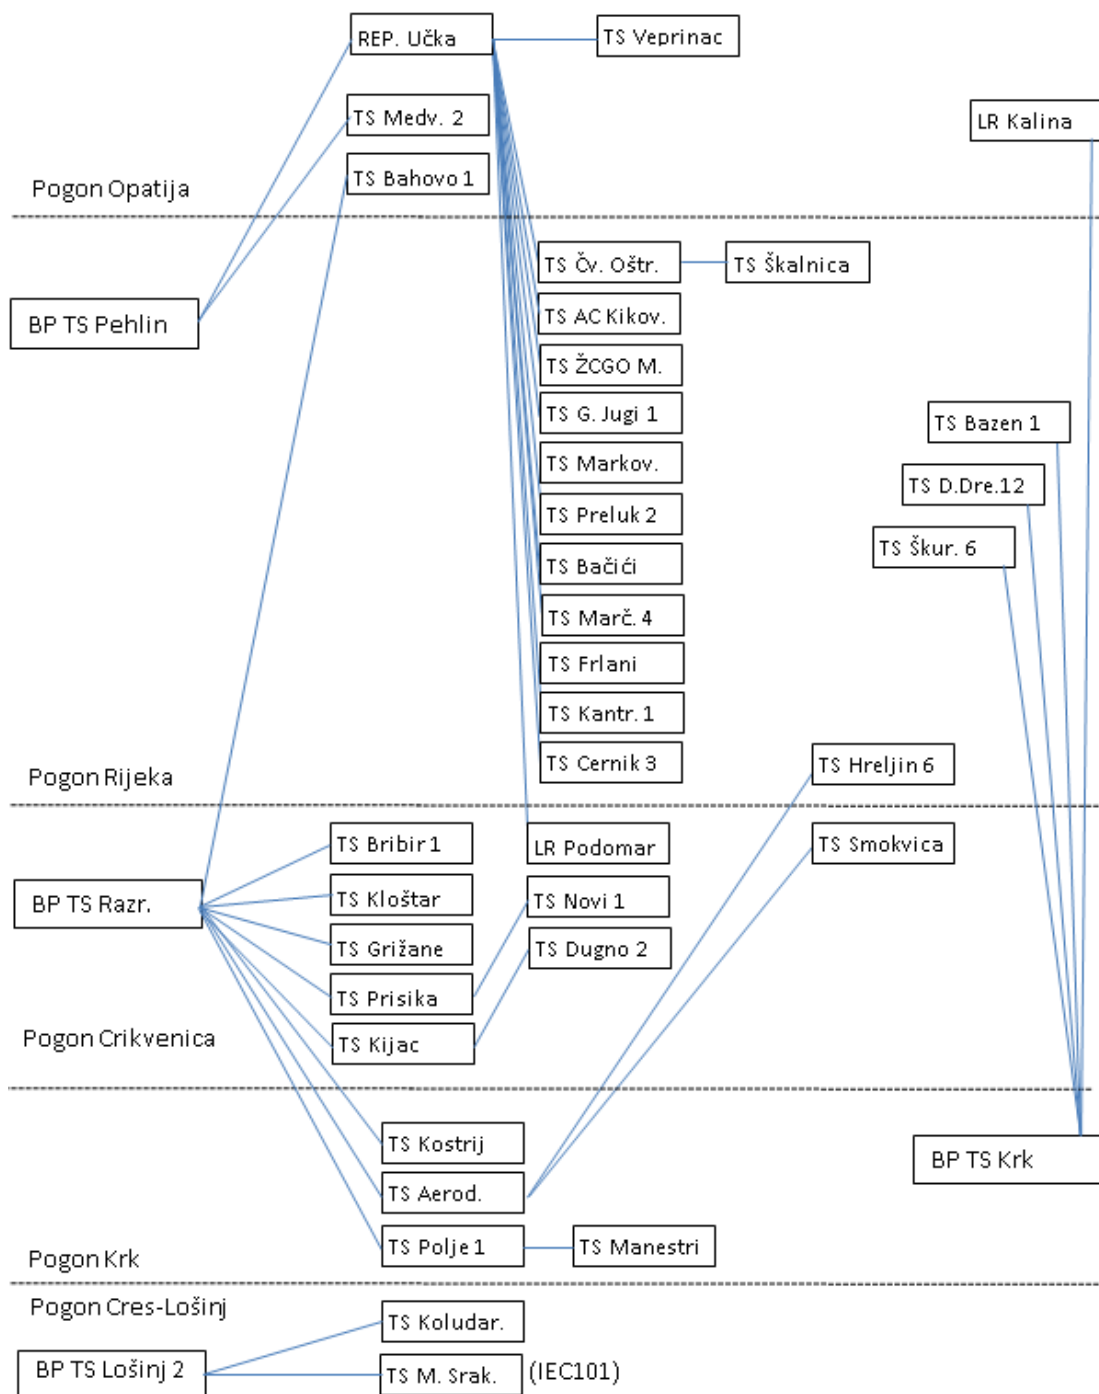 REP. Učka
TS Veprinac
TS Medv. 2
LR Kalina
TS Bahovo 1
Pogon Opatija
TS Čv. Oštr.
TS Škalnica
BP TS Pehlin
TS AC Kikov.
TS ŽCGO M.
TS G. Jugi 1
TS Bazen 1
TS Markov.
TS D.Dre.12
TS Preluk 2
TS Škur. 6
TS Bačići
TS Marč. 4
TS Frlani
TS Kantr. 1
TS Cernik 3
TS Hreljin 6
Pogon Rijeka
TS Bribir 1
LR Podomar
TS Smokvica
BP TS Razr.
TS Kloštar
TS Novi 1
TS Grižane
TS Dugno 2
TS Prisika
Pogon Crikvenica
TS Kijac
TS Kostrij
BP TS Krk
TS Aerod.
TS Polje 1
TS Manestri
Pogon Krk
Pogon Cres-Lošinj
TS Koludar.
BP TS Lošinj 2
TS M. Srak.
(IEC101)